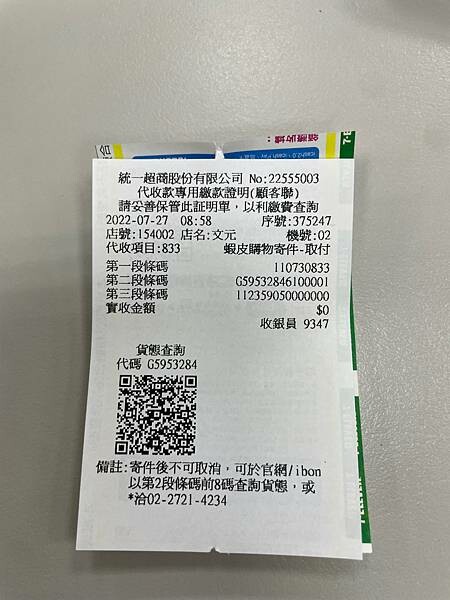 統一超商股份有限公司 No:22555003
代收款專用繳款證明(顧客聯)
請妥善保管此証明單，以利繳費查詢
2022-07-27 08:58 序號:375247
店號:154002 店名:文元 機號:02
代收項目:833 蝦皮購物寄件-取付
第一段條碼 110730833
第二段條碼 G59532846100001
第三段條碼 112359050000000
實收金額 $0
收銀員 9347
貨態查詢
代碼 G5953284
備註:寄件後不可取消，可於官網/ibon
以第2段條碼前8碼查詢貨態，或
*洽02-2721-4234